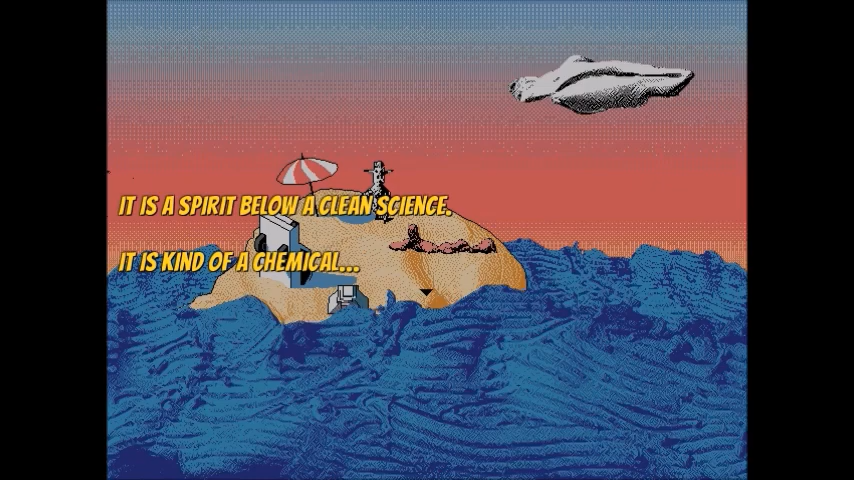 IT IS A SPIRIT BELOW A CLEAN SCIENCE.
IT IS KIND OF A CHEMICAL...